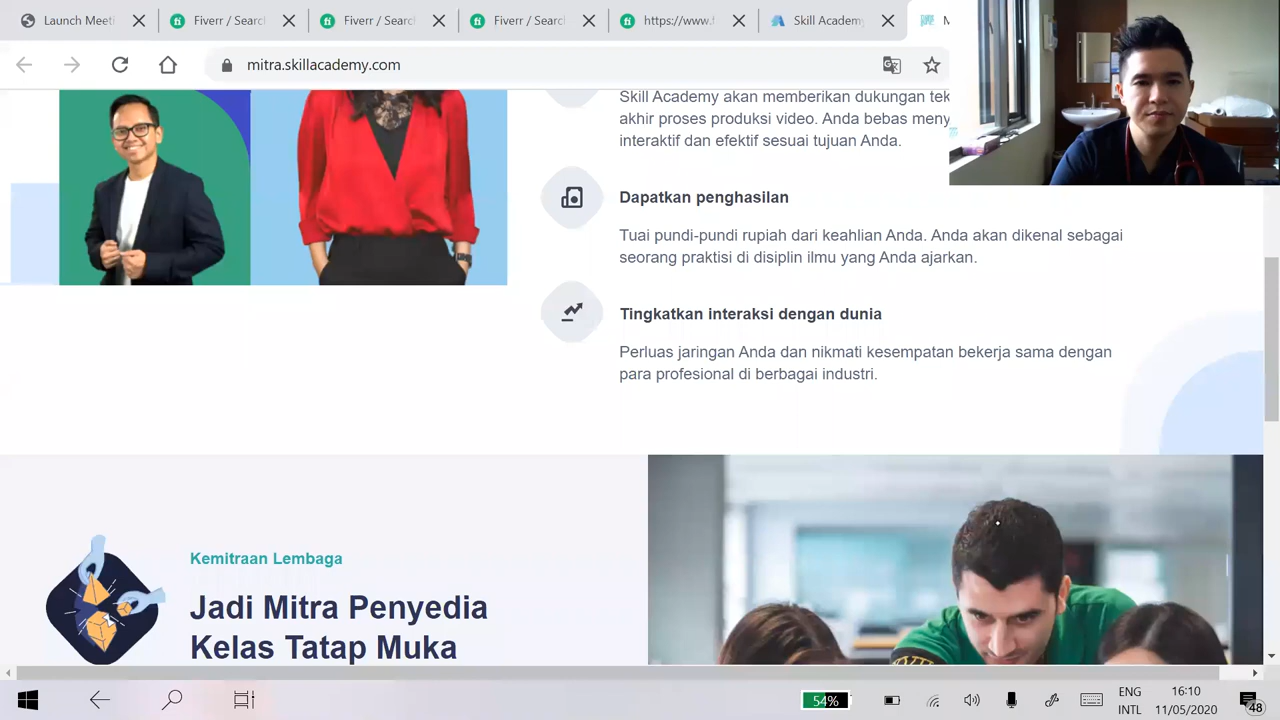 Launch Meeti
Fiverr / Searc
Fiverr / Searc
Fiverr / Searc
https://www.f
Skill Academy
mitra.skillacademy.com
Skill Academy akan memberikan dukungan tek
akhir proses produksi video. Anda bebas meny
interaktif dan efektif sesuai tujuan Anda.
Dapatkan penghasilan
Tuai pundi-pundi rupiah dari keahlian Anda. Anda akan dikenal sebagai
seorang praktisi di disiplin ilmu yang Anda ajarkan.
Tingkatkan interaksi dengan dunia
Perluas jaringan Anda dan nikmati kesempatan bekerja sama dengan
para profesional di berbagai industri.
Kemitraan Lembaga
Jadi Mitra Penyedia
Kelas Tatap Muka
54%
ENG
INTL
16:10
11/05/2020
48